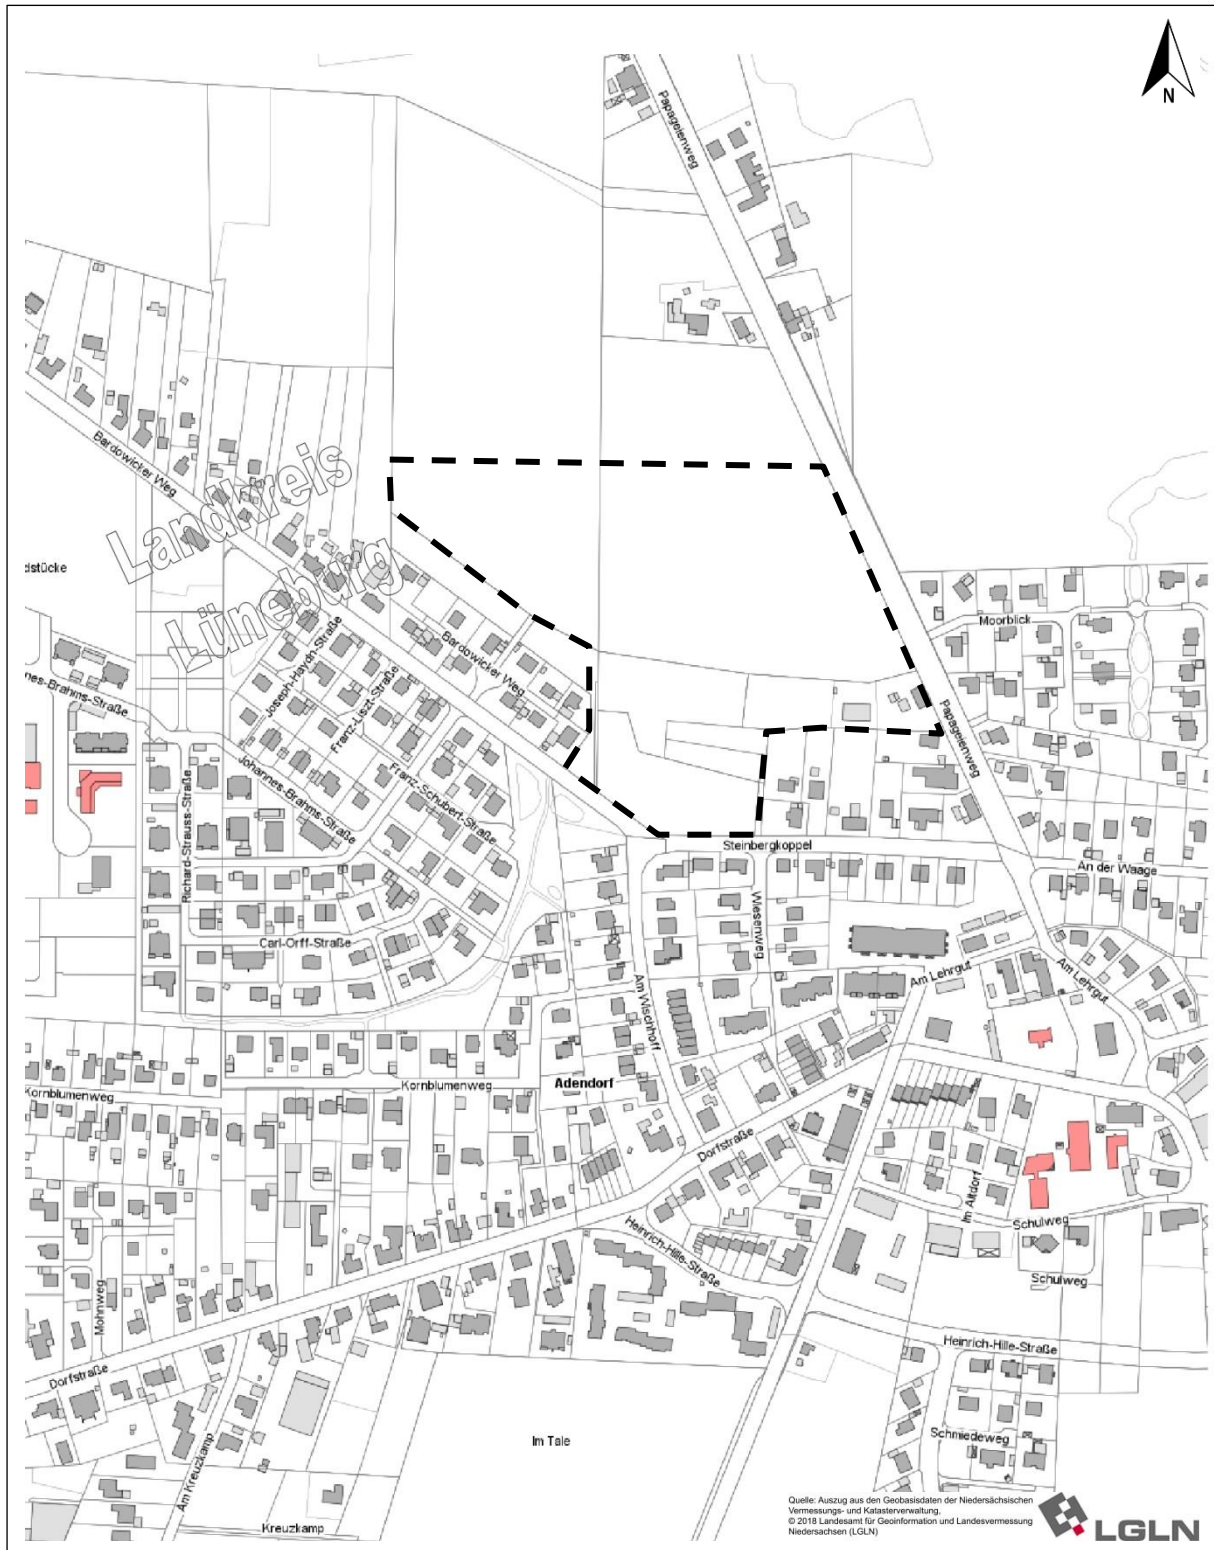 N
Papageienweg
Bardowicker Weg
Landkreis
Lüneburg
dstücke
Moorblick
Joseph-Haydn-Straße
Bardowicker Weg
Franz-Liszt-Straße
nes-Brahms-Straße
Papageienweg
Johannes-Brahms-Straße
Franz-Schubert-Straße
Richard-Strauss-Straße
Steinbergkoppel
An der Waage
Wiesenweg
Carl-Orff-Straße
Am Lehrgut
Am Lehrgut
Am Wischhoff
Kornblumenweg
Adendorf
Kornblumenweg
Dorfstraße
Im Altdorf
Schulweg
Heinrich-Hille-Straße
Schulweg
Mohnweg
Heinrich-Hille-Straße
Dorfstraße
Schmiedeweg
Im Tale
Am Kreuzkamp
Kreuzkamp
Quelle: Auszug aus den Geobasisdaten der Niedersächsischen
Vermessungs- und Katasterverwaltung,
© 2018 Landesamt für Geoinformation und Landesvermessung
Niedersachsen (LGLN)
LGLN